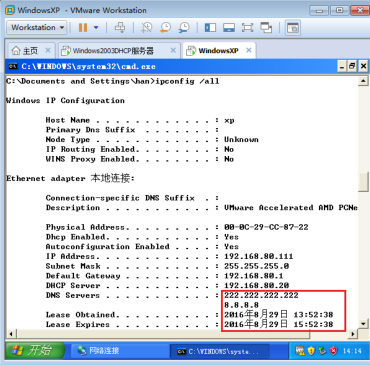 WindowsXP - VMware Workstation
Workstation
主页 Windows2003DHCP服务器 WindowsXP
C:\WINDOWS\system32\cmd.exe
C:\Documents and Settings\han>ipconfig /all
Windows IP Configuration
Host Name . . . . . . . . . . . . : xp
Primary Dns Suffix . . . . . . . :
Node Type . . . . . . . . . . . . : Unknown
IP Routing Enabled. . . . . . . . : No
WINS Proxy Enabled. . . . . . . . : No
Ethernet adapter 本地连接:
Connection-specific DNS Suffix . :
Description . . . . . . . . . . . : VMware Accelerated AMD PCNe
Physical Address. . . . . . . . . : 00-0C-29-CC-87-22
Dhcp Enabled. . . . . . . . . . . : Yes
Autoconfiguration Enabled . . . . : Yes
IP Address. . . . . . . . . . . . : 192.168.80.111
Subnet Mask . . . . . . . . . . . : 255.255.255.0
Default Gateway . . . . . . . . . : 192.168.80.1
DHCP Server . . . . . . . . . . . : 192.168.80.20
DNS Servers . . . . . . . . . . . : 222.222.222.222
8.8.8.8
Lease Obtained. . . . . . . . . . : 2016年8月29日 13:52:38
Lease Expires . . . . . . . . . . : 2016年8月29日 15:52:38
开始 网络连接 C:\WINDOWS\syste... 14:14